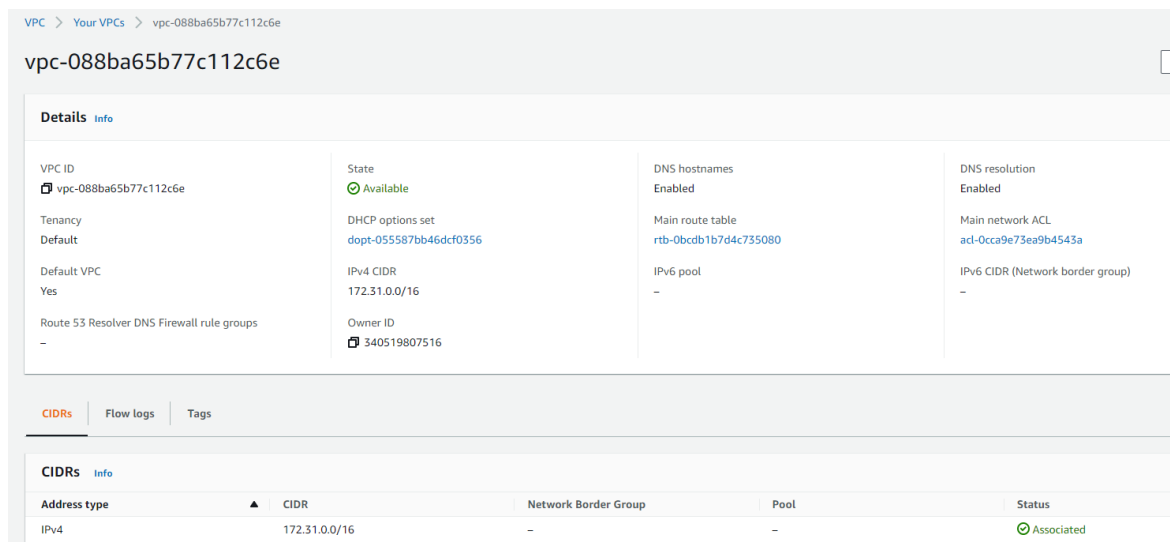 VPC > Your VPCs > vpc-088ba65b77c112c6e
vpc-088ba65b77c112c6e
Details Info
VPC ID
vpc-088ba65b77c112c6e
State
Available
DNS hostnames
Enabled
DNS resolution
Enabled
Tenancy
Default
DHCP options set
dopt-055587bb46dcf0356
Main route table
rtb-0bcdb1b7d4c735080
Main network ACL
acl-0cca9e73ea9b4543a
Default VPC
Yes
IPv4 CIDR
172.31.0.0/16
IPv6 pool
–
IPv6 CIDR (Network border group)
–
Route 53 Resolver DNS Firewall rule groups
–
Owner ID
340519807516
CIDRs Flow logs Tags
CIDRs Info
Address type CIDR Network Border Group Pool Status
IPv4 172.31.0.0/16 – – Associated